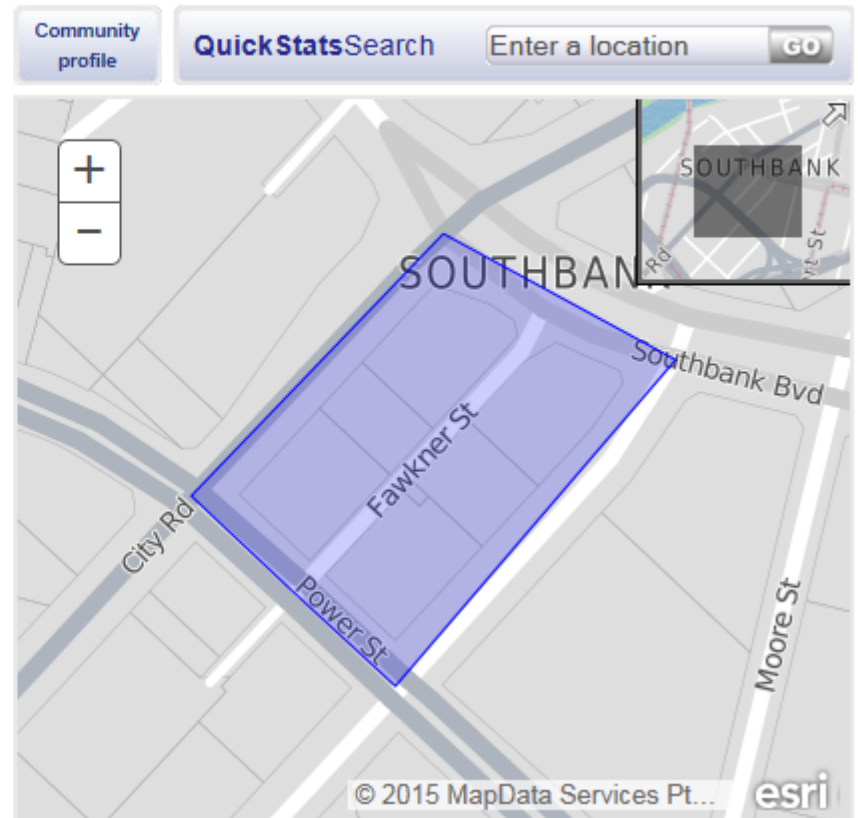 Community
profile
QuickStatsSearch
Enter a location
GO
+
−
SOUTHBANK
Rd
SOUTHBAN
Southbank Bvd
Fawkner St
City Rd
Power St
Moore St
© 2015 MapData Services Pt...
esri